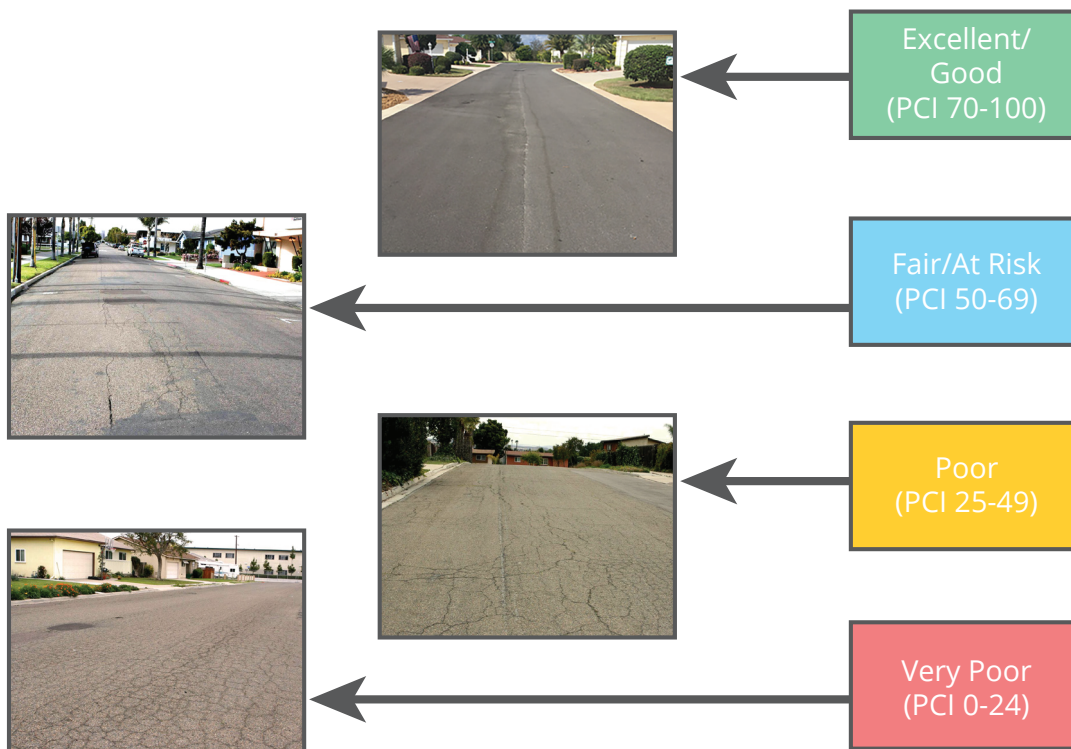 Excellent/
Good
(PCI 70-100)
Fair/At Risk
(PCI 50-69)
Poor
(PCI 25-49)
Very Poor
(PCI 0-24)